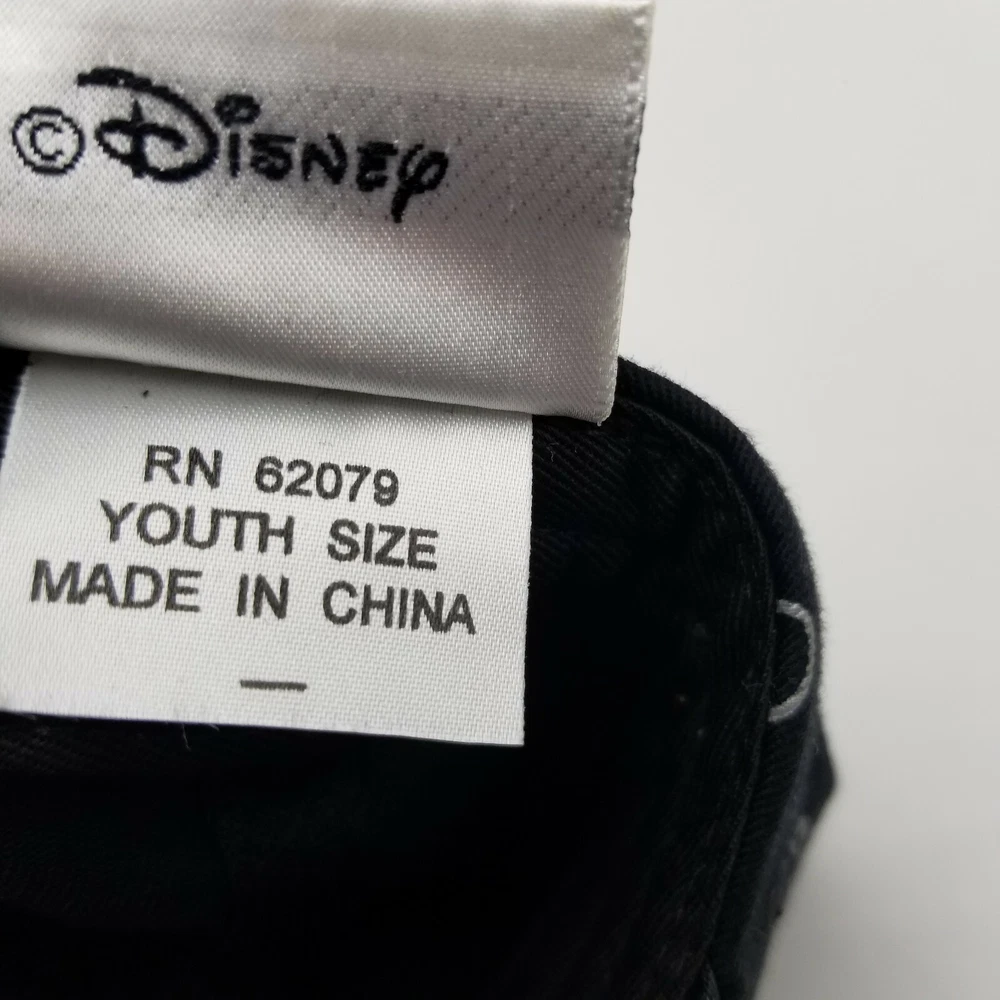 © Disney
RN 62079
YOUTH SIZE
MADE IN CHINA
—